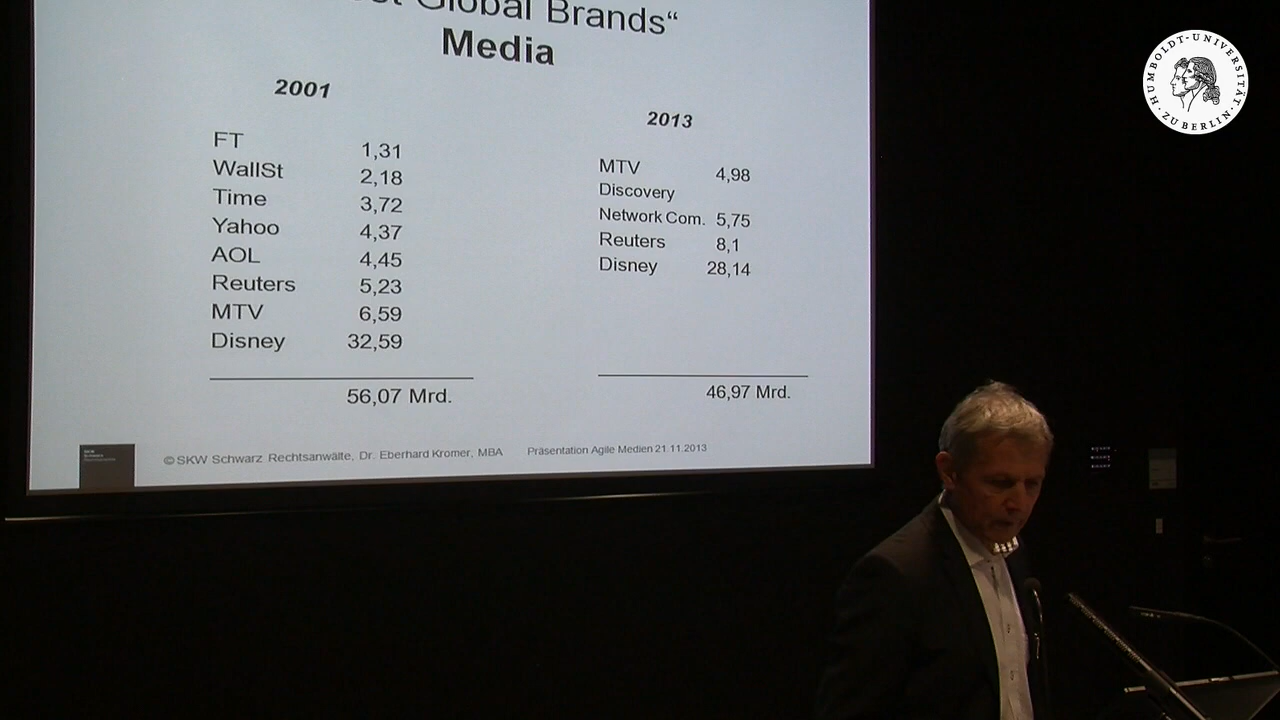 Global Brands“
Media
2001
FT 1,31
WallSt 2,18
Time 3,72
Yahoo 4,37
AOL 4,45
Reuters 5,23
MTV 6,59
Disney 32,59
56,07 Mrd.
2013
MTV 4,98
Discovery
Network Com. 5,75
Reuters 8,1
Disney 28,14
46,97 Mrd.
© SKW Schwarz Rechtsanwälte, Dr. Eberhard Kromer, MBA Präsentation Agile Medien 21.11.2013
HUMBOLDT-UNIVERSITÄT
ZU BERLIN